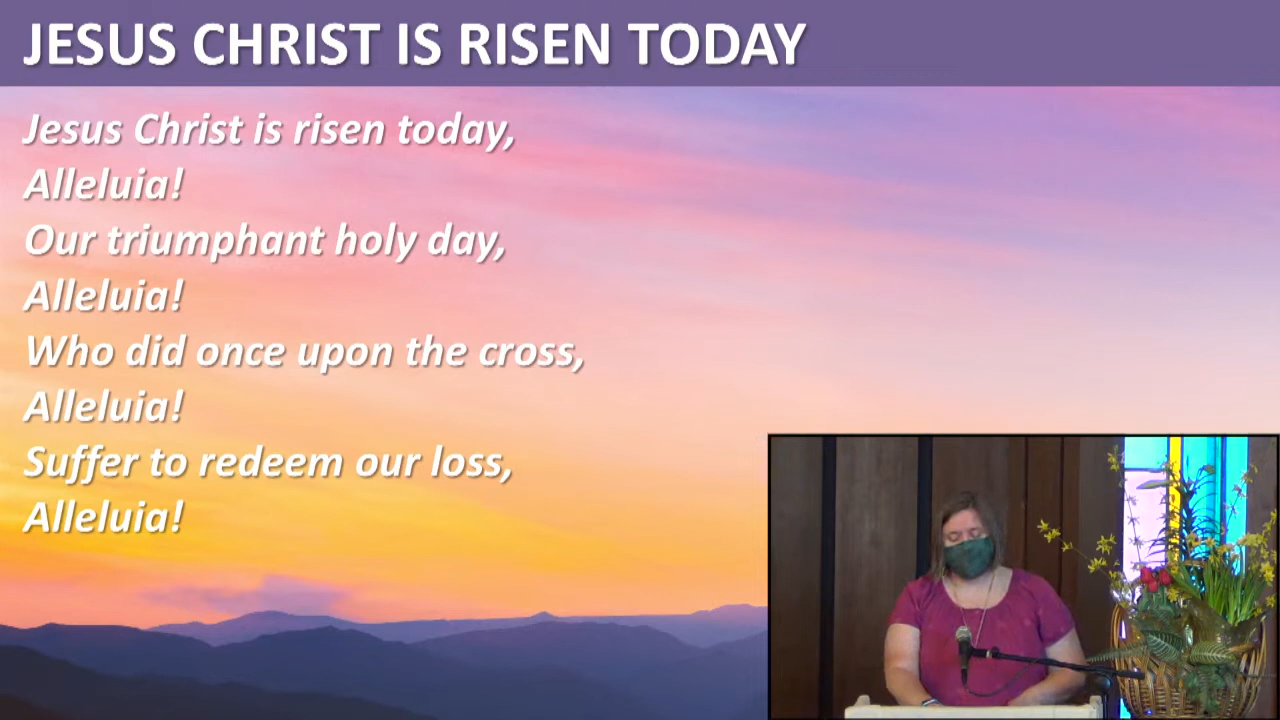 JESUS CHRIST IS RISEN TODAY
Jesus Christ is risen today,
Alleluia!
Our triumphant holy day,
Alleluia!
Who did once upon the cross,
Alleluia!
Suffer to redeem our loss,
Alleluia!